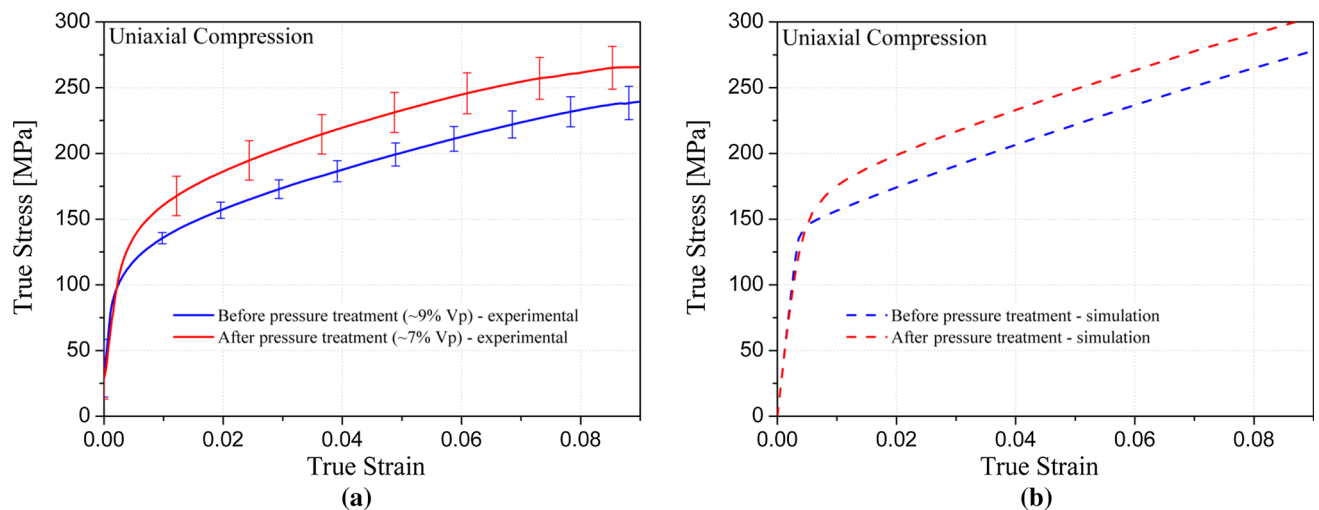 300
250
200
150
100
50
0
True Stress [MPa]
Uniaxial Compression
Before pressure treatment (~9% Vp) - experimental
After pressure treatment (~7% Vp) - experimental
0.00 0.02 0.04 0.06 0.08
True Strain
(a)
300
250
200
150
100
50
0
True Stress [MPa]
Uniaxial Compression
Before pressure treatment - simulation
After pressure treatment - simulation
0.00 0.02 0.04 0.06 0.08
True Strain
(b)